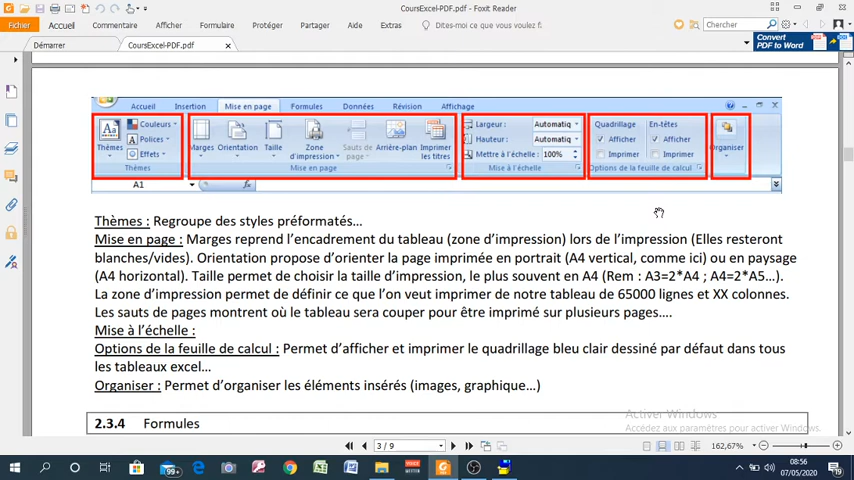 CoursExcel-PDF.pdf - Foxit Reader
Fichier Accueil Commentaire Afficher Formulaire Protéger Partager Aide Extras Dites-moi ce que vous voulez f. Chercher
Démarrer CoursExcel-PDF.pdf
Convert
PDF to Word
Accueil Insertion Mise en page Formules Données Révision Affichage
Thèmes Couleurs Polices Effets
Thèmes
Marges Orientation Taille Zone d'impression Sauts de page Arrière-plan Imprimer les titres
Mise en page
Largeur : Automatiq
Hauteur : Automatiq
Mettre à l'échelle : 100%
Mise à l'échelle
Quadrillage En-têtes
Afficher Afficher
Imprimer Imprimer
Options de la feuille de calcul
Organiser
A1 fx
Thèmes : Regroupe des styles préformatés…
Mise en page : Marges reprend l'encadrement du tableau (zone d'impression) lors de l'impression (Elles resteront
blanches/vides). Orientation propose d'orienter la page imprimée en portrait (A4 vertical, comme ici) ou en paysage
(A4 horizontal). Taille permet de choisir la taille d'impression, le plus souvent en A4 (Rem : A3=2*A4 ; A4=2*A5…).
La zone d'impression permet de définir ce que l'on veut imprimer de notre tableau de 65000 lignes et XX colonnes.
Les sauts de pages montrent où le tableau sera couper pour être imprimé sur plusieurs pages….
Mise à l'échelle :
Options de la feuille de calcul : Permet d'afficher et imprimer le quadrillage bleu clair dessiné par défaut dans tous
les tableaux excel…
Organiser : Permet d'organiser les éléments insérés (images, graphique…)
2.3.4 Formules
Activer Windows
Accédez aux paramètres pour activer Windows.
3 / 9 162,67%
99+
08:56
07/05/2020
19